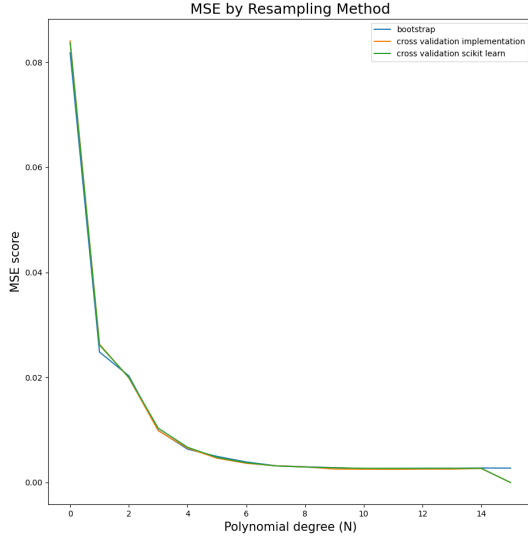 MSE by Resampling Method
bootstrap
cross validation implementation
cross validation scikit learn
MSE score
0.08
0.06
0.04
0.02
0.00
0 2 4 6 8 10 12 14
Polynomial degree (N)